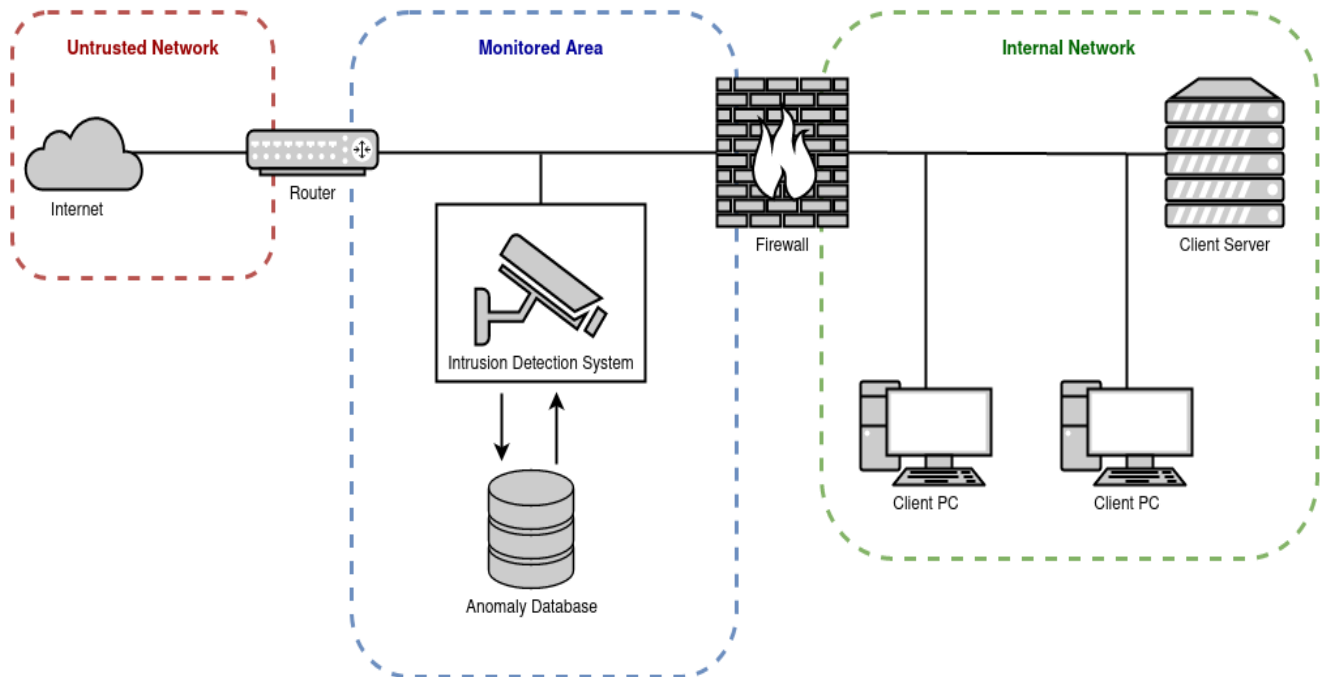 Untrusted Network
Monitored Area
Internal Network
Internet
Router
Firewall
Client Server
Intrusion Detection System
Client PC
Client PC
Anomaly Database